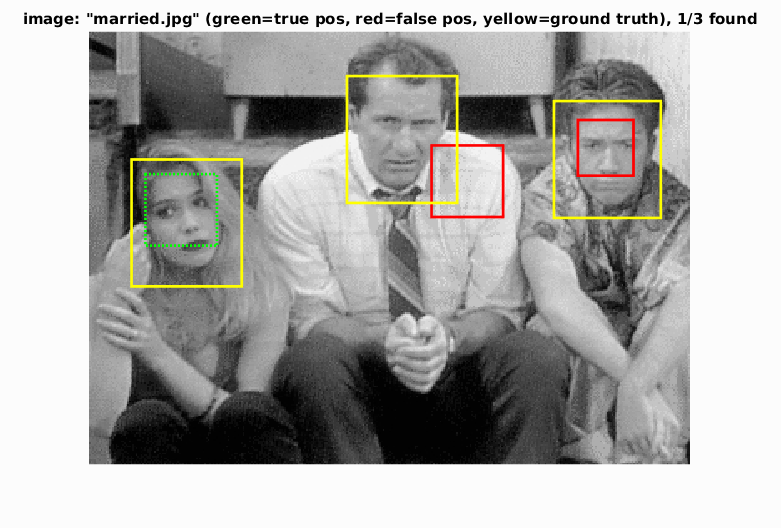 image: "married.jpg" (green=true pos, red=false pos, yellow=ground truth), 1/3 found